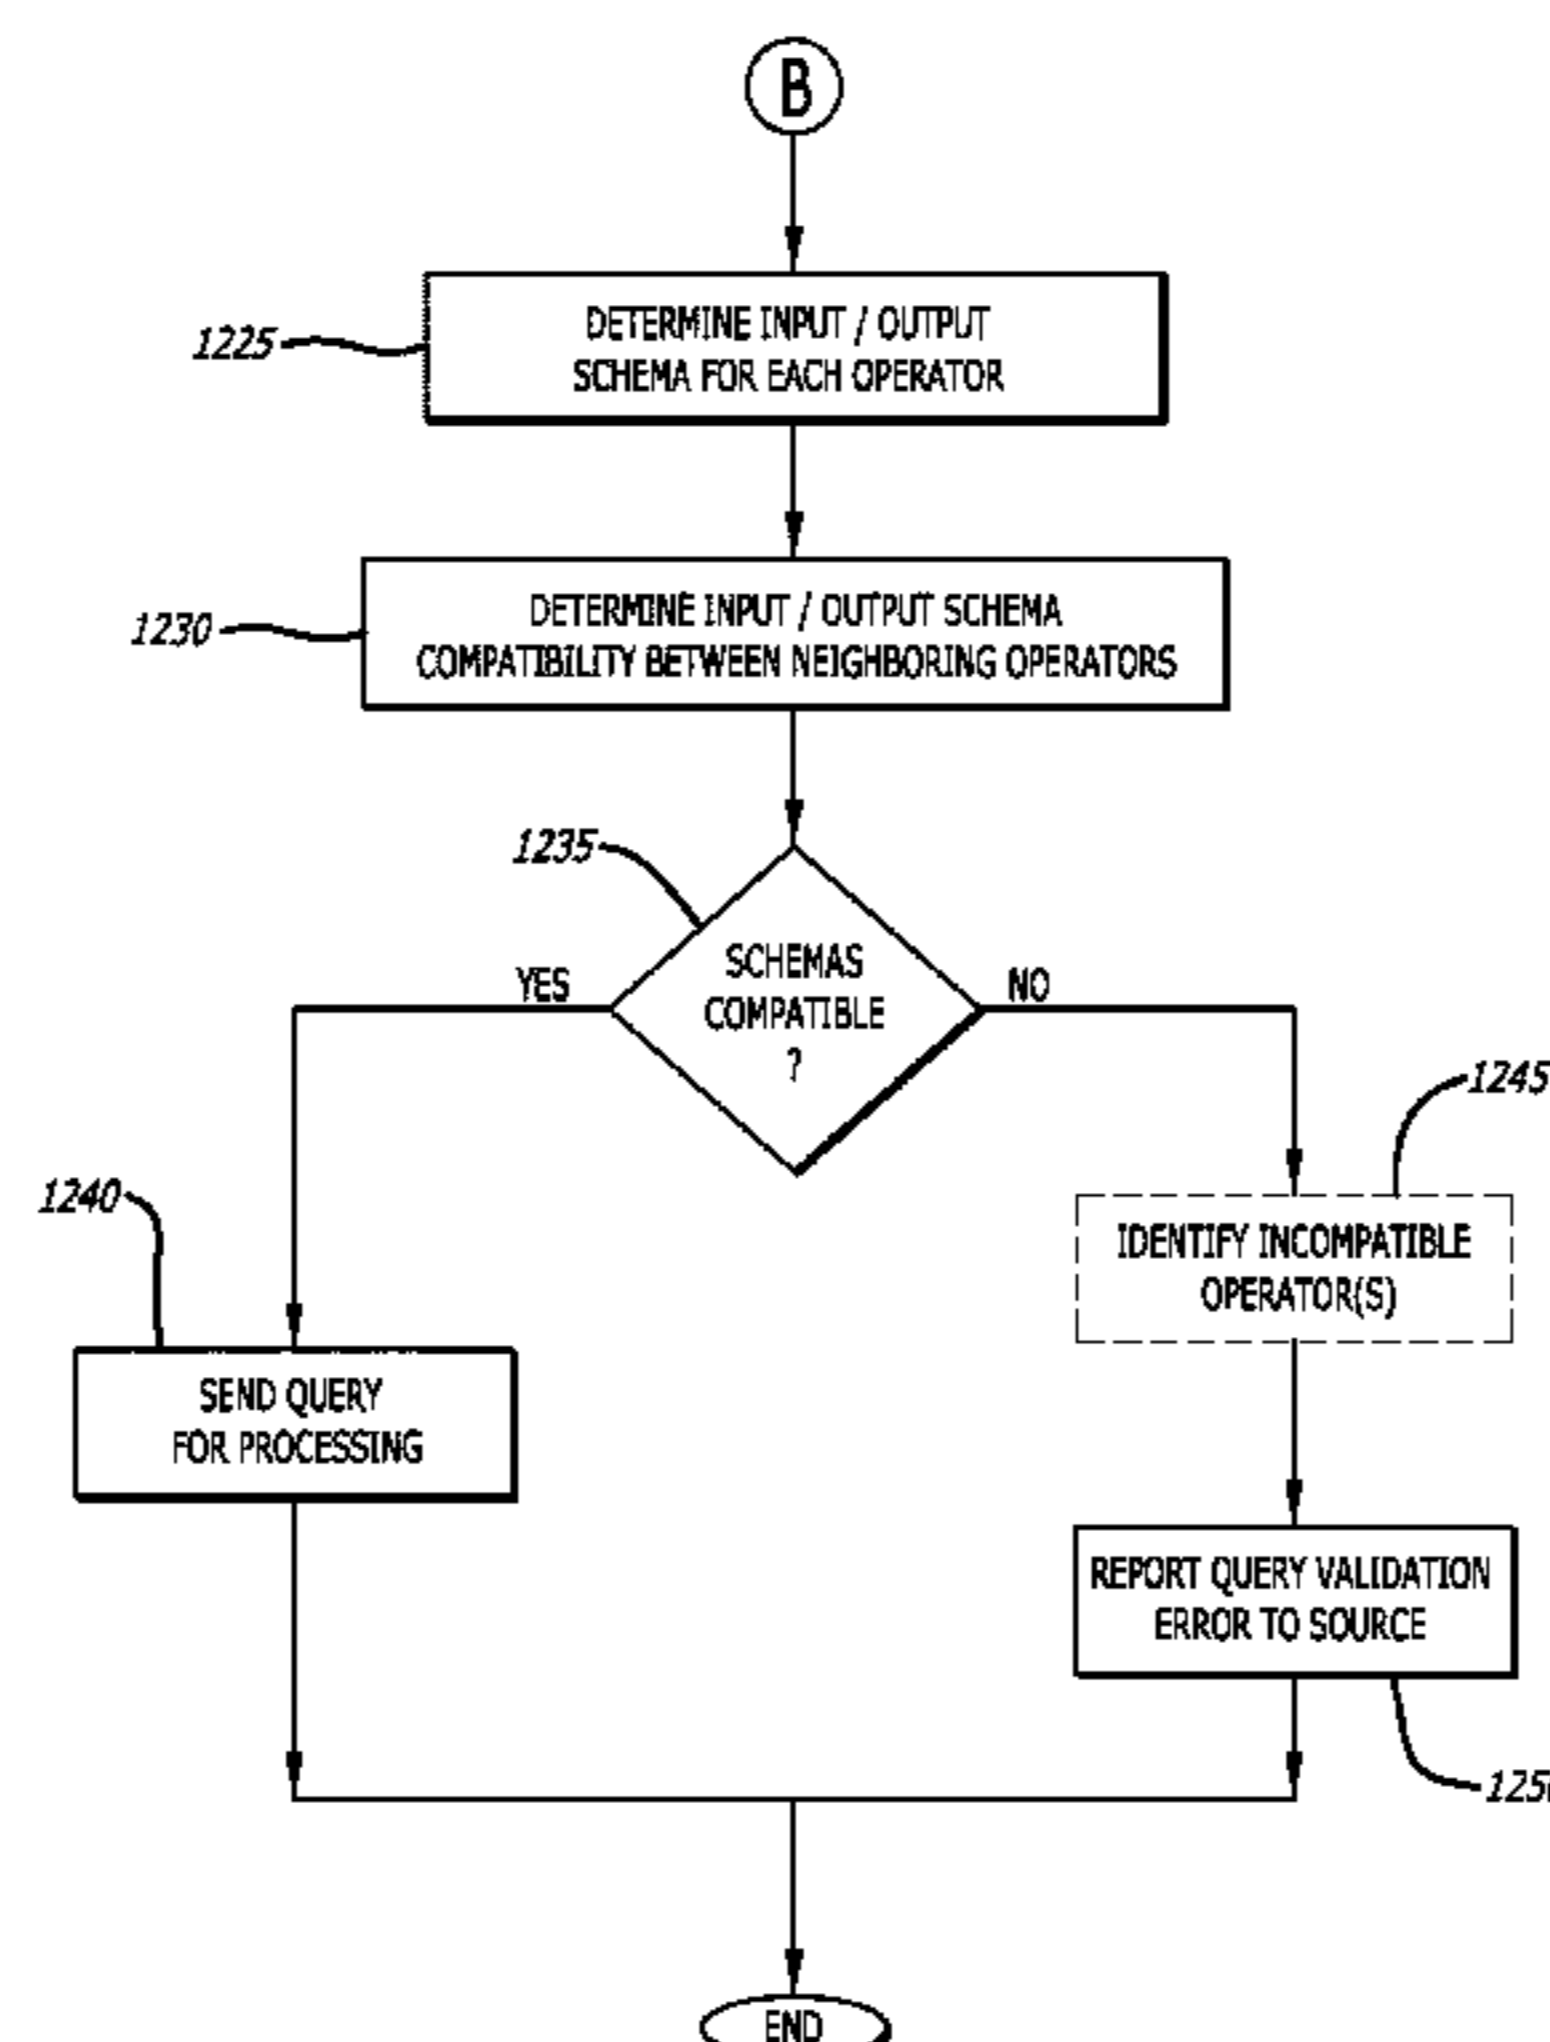 B
1225
DETERMINE INPUT / OUTPUT
SCHEMA FOR EACH OPERATOR
1230
DETERMINE INPUT / OUTPUT SCHEMA
COMPATIBILITY BETWEEN NEIGHBORING OPERATORS
1235
SCHEMAS
COMPATIBLE
?
YES
NO
1245
IDENTIFY INCOMPATIBLE
OPERATOR(S)
1240
SEND QUERY
FOR PROCESSING
REPORT QUERY VALIDATION
ERROR TO SOURCE
END